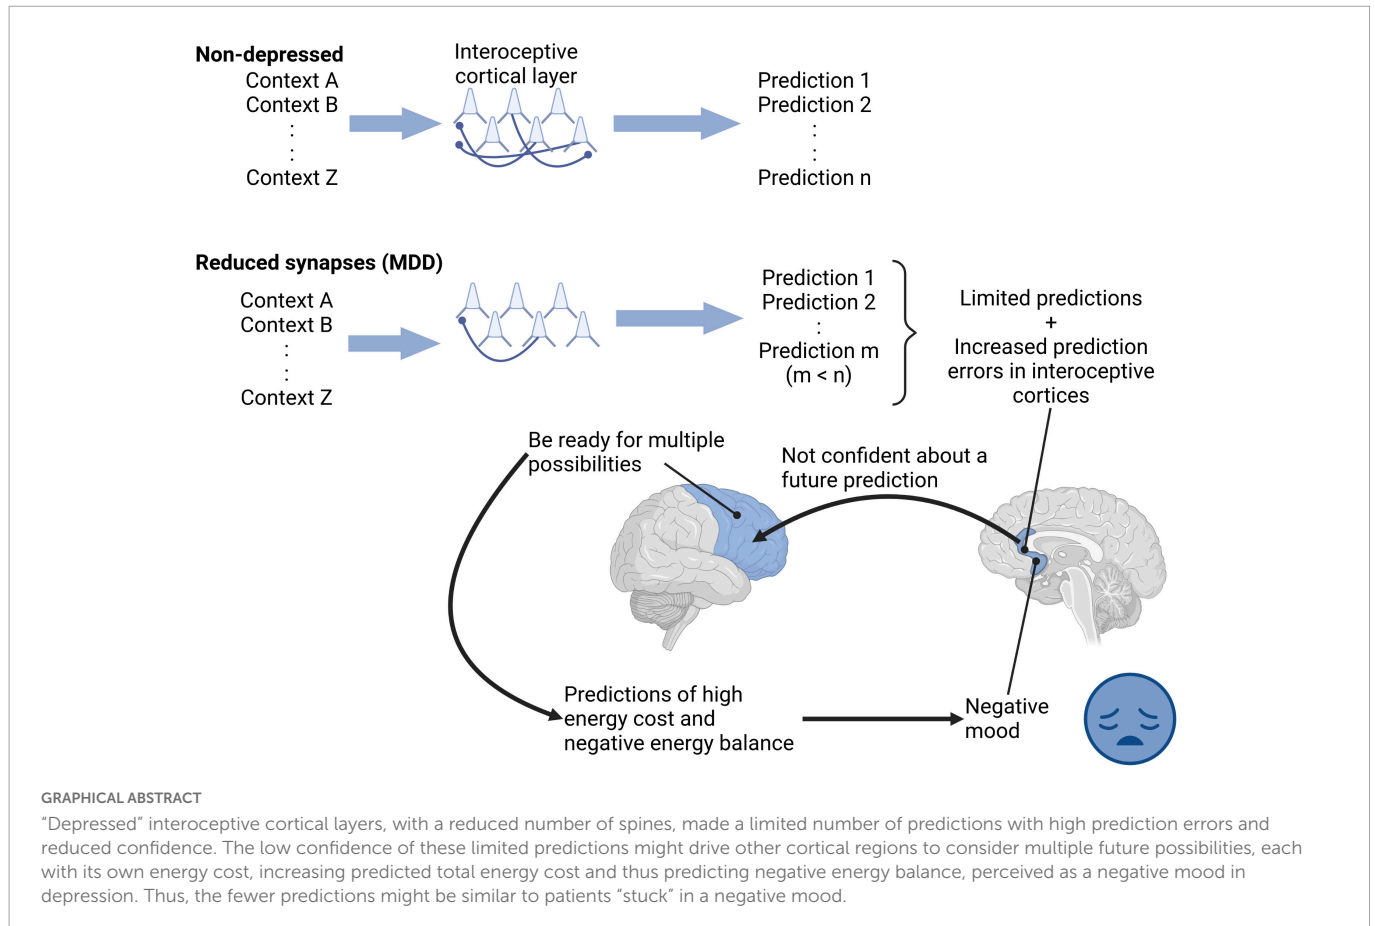 Non-depressed
Context A
Context B
:
:
Context Z
Interoceptive
cortical layer
Prediction 1
Prediction 2
:
:
Prediction n
Reduced synapses (MDD)
Context A
Context B
:
:
Context Z
Prediction 1
Prediction 2
:
Prediction m
(m < n)
Limited predictions
+
Increased prediction
errors in interoceptive
cortices
Be ready for multiple
possibilities
Not confident about a
future prediction
Predictions of high
energy cost and
negative energy balance
Negative
mood
GRAPHICAL ABSTRACT
“Depressed” interoceptive cortical layers, with a reduced number of spines, made a limited number of predictions with high prediction errors and
reduced confidence. The low confidence of these limited predictions might drive other cortical regions to consider multiple future possibilities, each
with its own energy cost, increasing predicted total energy cost and thus predicting negative energy balance, perceived as a negative mood in
depression. Thus, the fewer predictions might be similar to patients “stuck” in a negative mood.